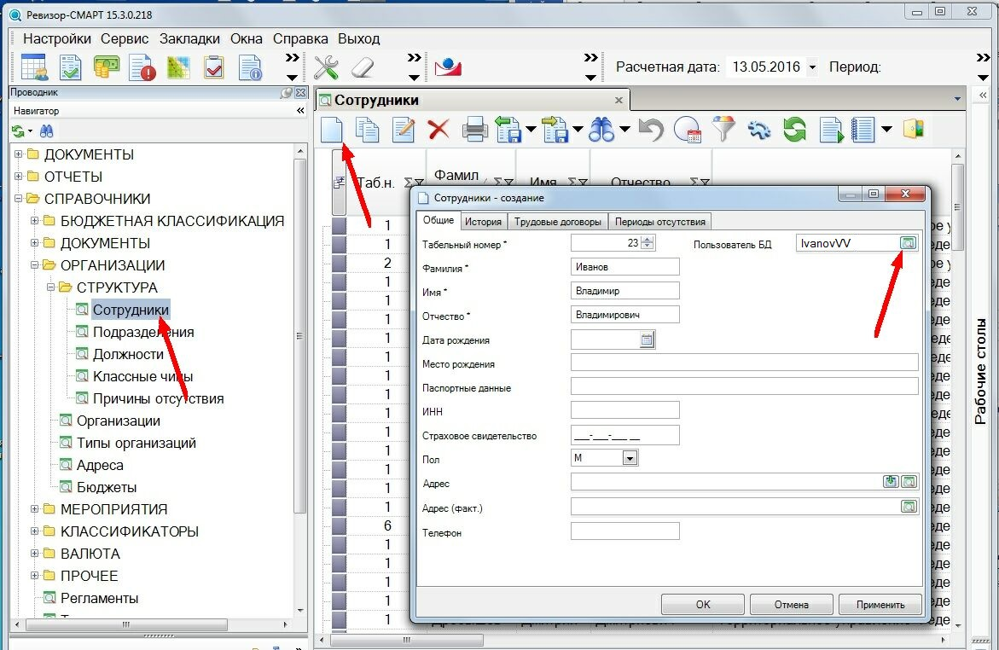 Ревизор-СМАРТ 15.3.0.218
Настройки Сервис Закладки Окна Справка Выход
Расчетная дата: 13.05.2016 Период:
Проводник
Навигатор
ДОКУМЕНТЫ
ОТЧЕТЫ
СПРАВОЧНИКИ
БЮДЖЕТНАЯ КЛАССИФИКАЦИЯ
ДОКУМЕНТЫ
ОРГАНИЗАЦИИ
СТРУКТУРА
Сотрудники
Подразделения
Должности
Классные чины
Причины отсутствия
Организации
Типы организаций
Адреса
Бюджеты
МЕРОПРИЯТИЯ
КЛАССИФИКАТОРЫ
ВАЛЮТА
ПРОЧЕЕ
Регламенты
Сотрудники
Таб.н. Фамил Имя Отчество
1
1
2
1
1
1
1
1
1
1
1
1
1
1
1
1
6
1
1
1
1
1
Сотрудники - создание
Общие История Трудовые договоры Периоды отсутствия
Табельный номер * 23 Пользователь БД IvanovVV
Фамилия * Иванов
Имя * Владимир
Отчество * Владимирович
Дата рождения
Место рождения
Паспортные данные
ИНН
Страховое свидетельство ___-___-___ __
Пол М
Адрес
Адрес (факт.)
Телефон
ОК Отмена Применить
Рабочие столы